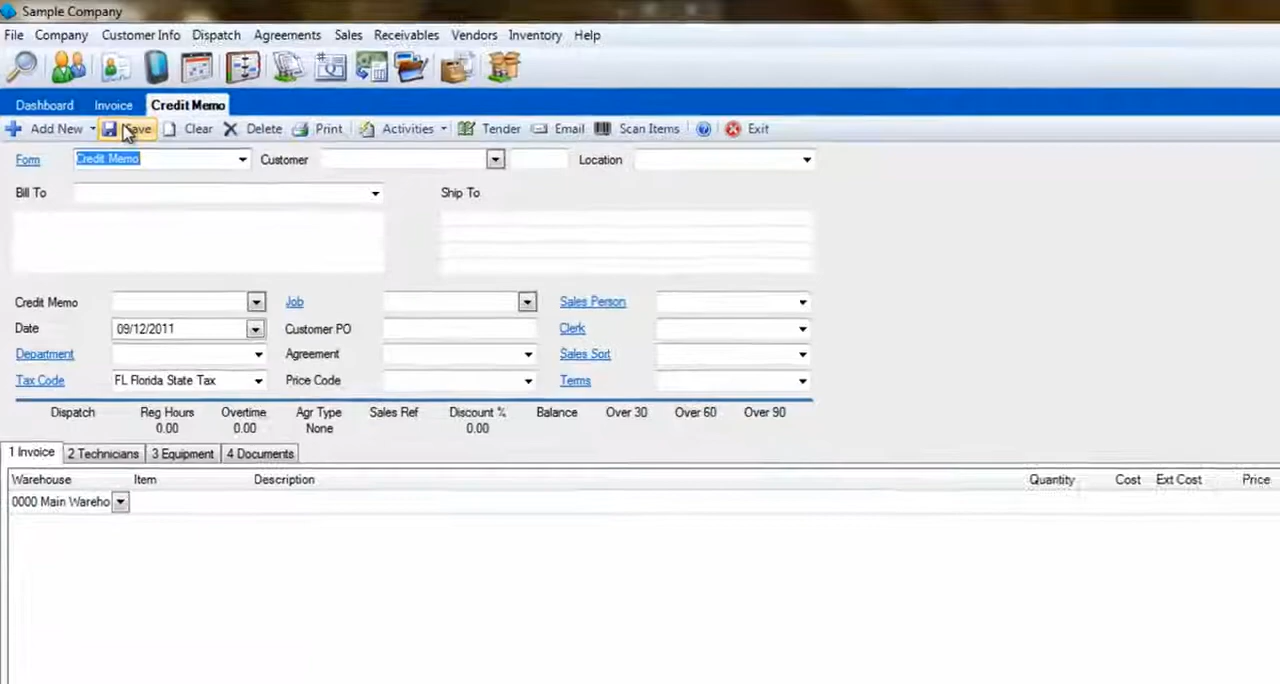 Sample Company
File Company Customer Info Dispatch Agreements Sales Receivables Vendors Inventory Help
Dashboard Invoice Credit Memo
Add New Save Clear Delete Print Activities Tender Email Scan Items Exit
Form Credit Memo Customer Location
Bill To Ship To
Credit Memo Job Sales Person
Date 09/12/2011 Customer PO Clerk
Department Agreement Sales Sort
Tax Code FL Florida State Tax Price Code Terms
Dispatch Reg Hours Overtime Agr Type Sales Ref Discount % Balance Over 30 Over 60 Over 90
0.00 0.00 None 0.00
1 Invoice 2 Technicians 3 Equipment 4 Documents
Warehouse Item Description Quantity Cost Ext Cost Price
0000 Main Wareho